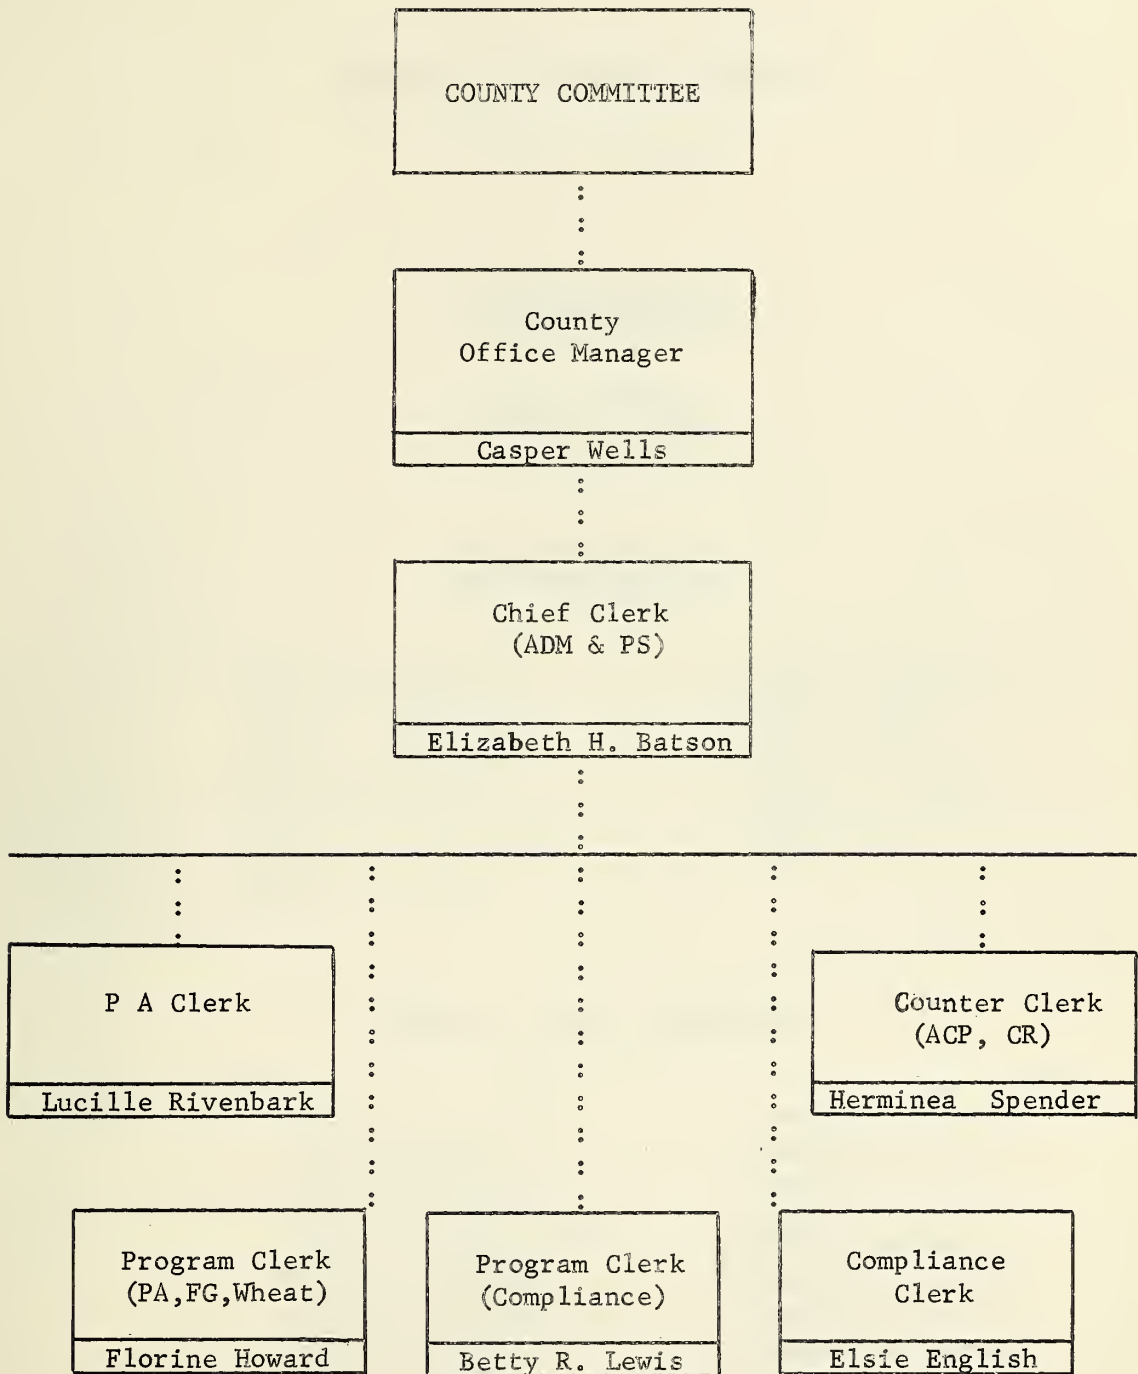 COUNTY COMMITTEE
County
Office Manager
Casper Wells
Chief Clerk
(ADM & PS)
Elizabeth H. Batson
P A Clerk
Lucille Rivenbark
Counter Clerk
(ACP, CR)
Herminea Spender
Program Clerk
(PA,FG,Wheat)
Florine Howard
Program Clerk
(Compliance)
Betty R. Lewis
Compliance
Clerk
Elsie English